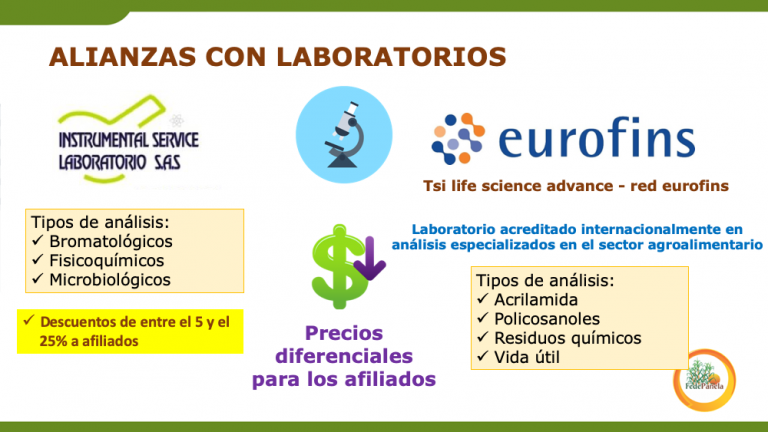 ALIANZAS CON LABORATORIOS
INSTRUMENTAL SERVICE
LABORATORIO S.A.S
Tipos de análisis:
✓ Bromatológicos
✓ Fisicoquímicos
✓ Microbiológicos
✓ Descuentos de entre el 5 y el
25% a afiliados
$
Precios
diferenciales
para los afiliados
eurofins
Tsi life science advance - red eurofins
Laboratorio acreditado internacionalmente en
análisis especializados en el sector agroalimentario
Tipos de análisis:
✓ Acrilamida
✓ Policosanoles
✓ Residuos químicos
✓ Vida útil
FedePanela